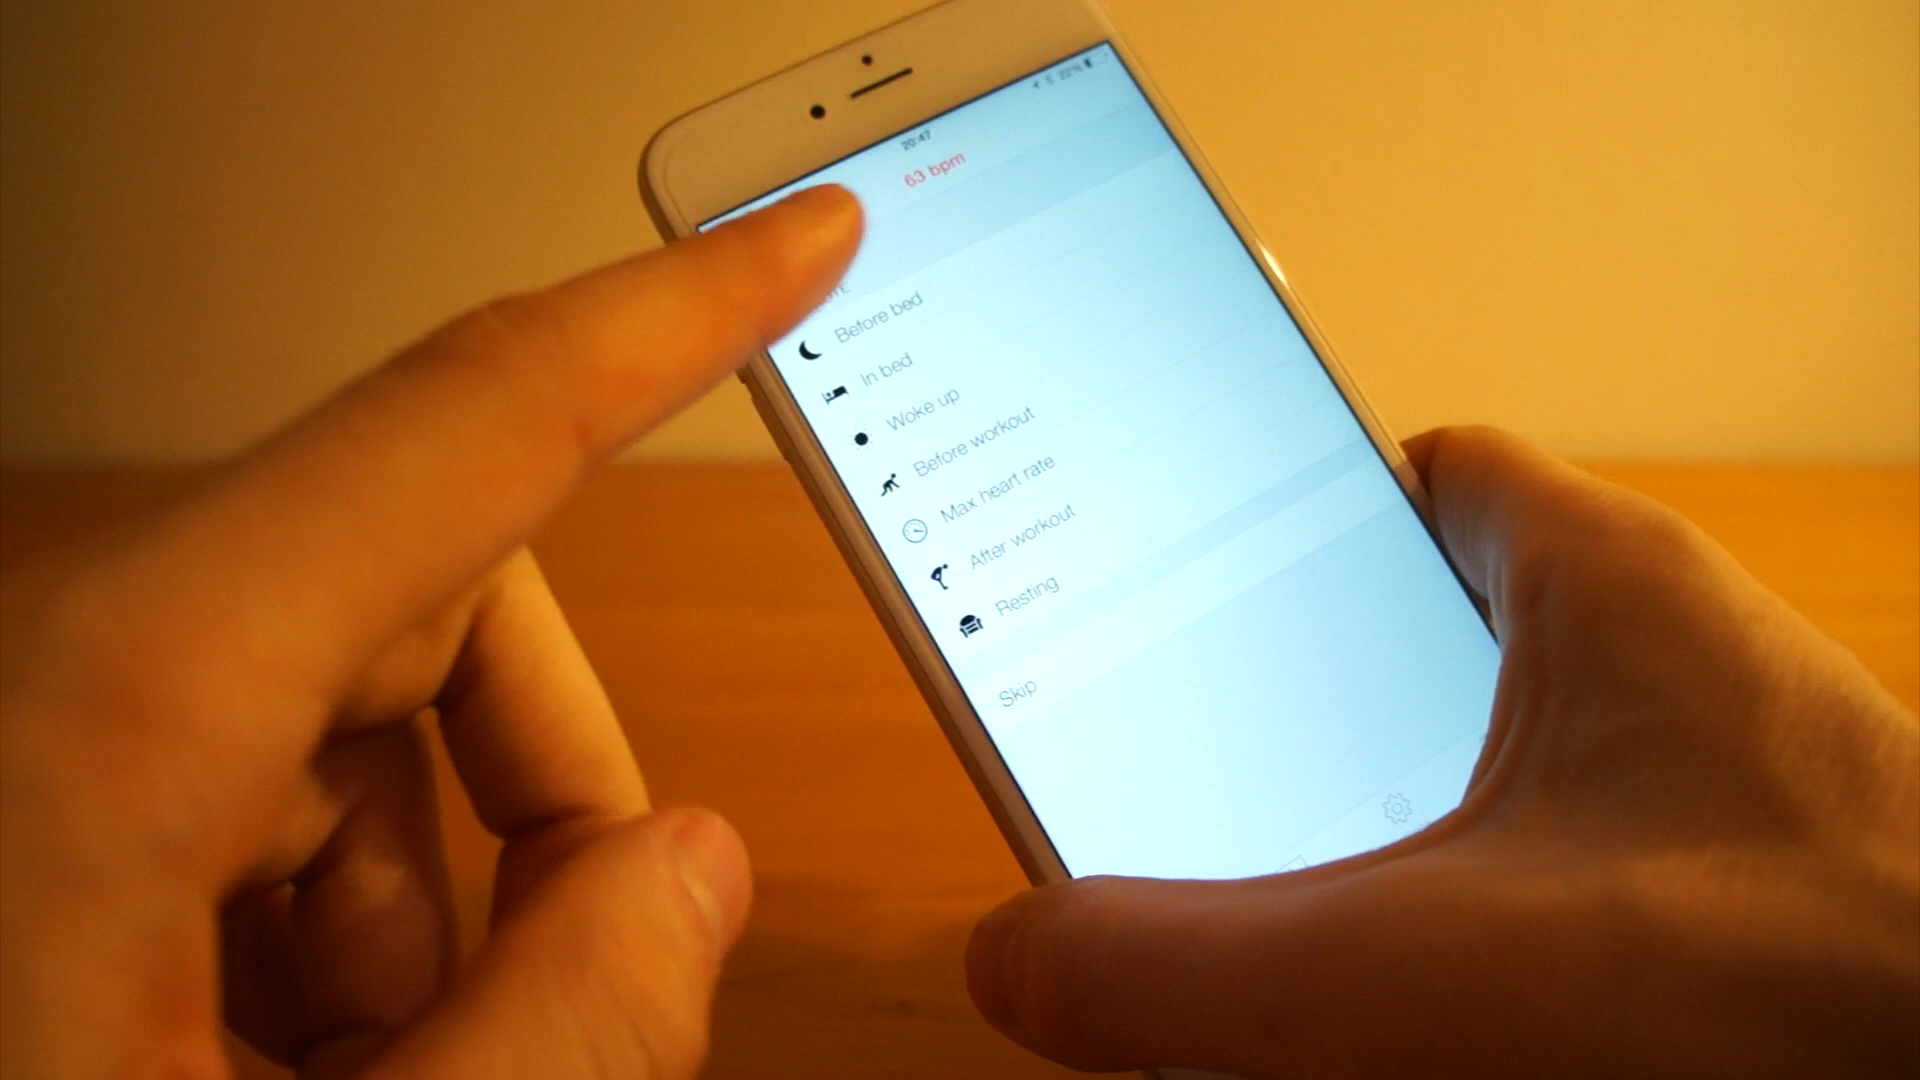 22%
20:47
63 bpm
Before bed
In bed
Woke up
Before workout
Max heart rate
After workout
Resting
Skip